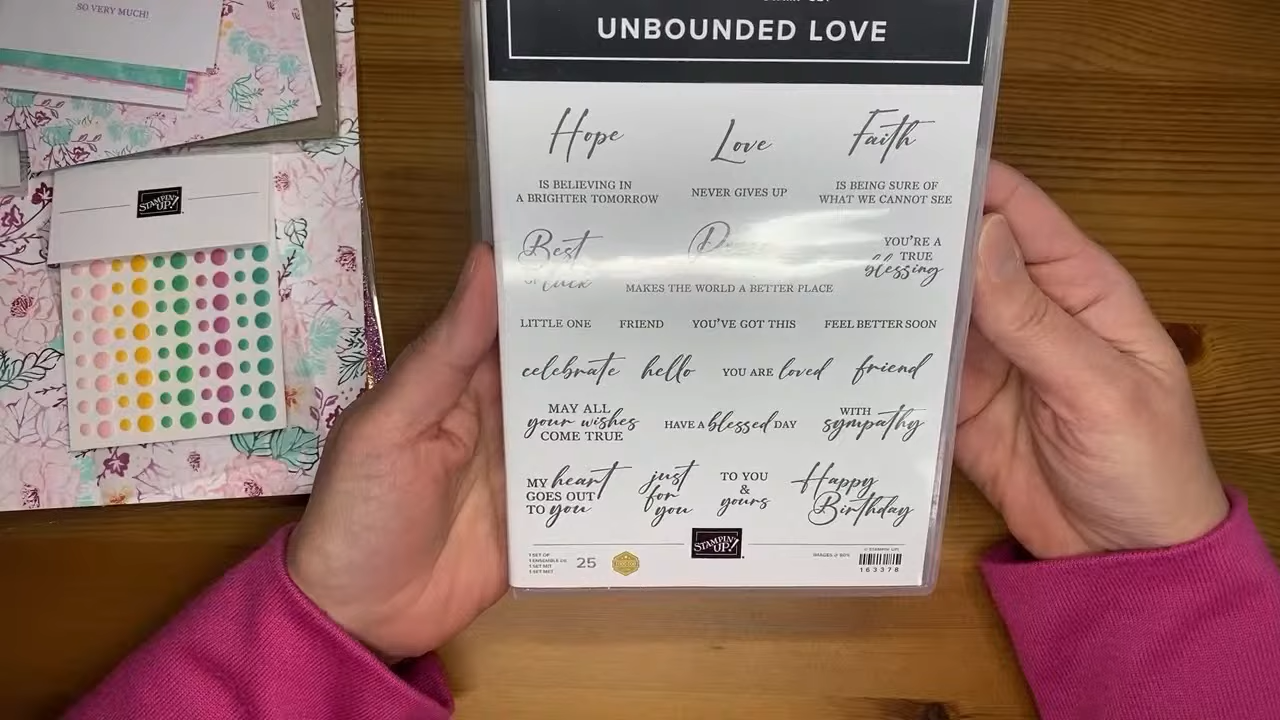 SO VERY MUCH!
STAMPIN' UP!
UNBOUNDED LOVE
Hope Love Faith
IS BELIEVING IN
A BRIGHTER TOMORROW
NEVER GIVES UP
IS BEING SURE OF
WHAT WE CANNOT SEE
Best
luck
YOU'RE A
TRUE
blessing
MAKES THE WORLD A BETTER PLACE
LITTLE ONE FRIEND YOU'VE GOT THIS FEEL BETTER SOON
celebrate hello YOU ARE loved friend
MAY ALL
your wishes
COME TRUE
HAVE A blessed DAY
WITH
sympathy
MY heart
GOES OUT
TO you
just
for
you
TO YOU
&
yours
Happy
Birthday
STAMPIN' UP!
25
© STAMPIN' UP!
163378